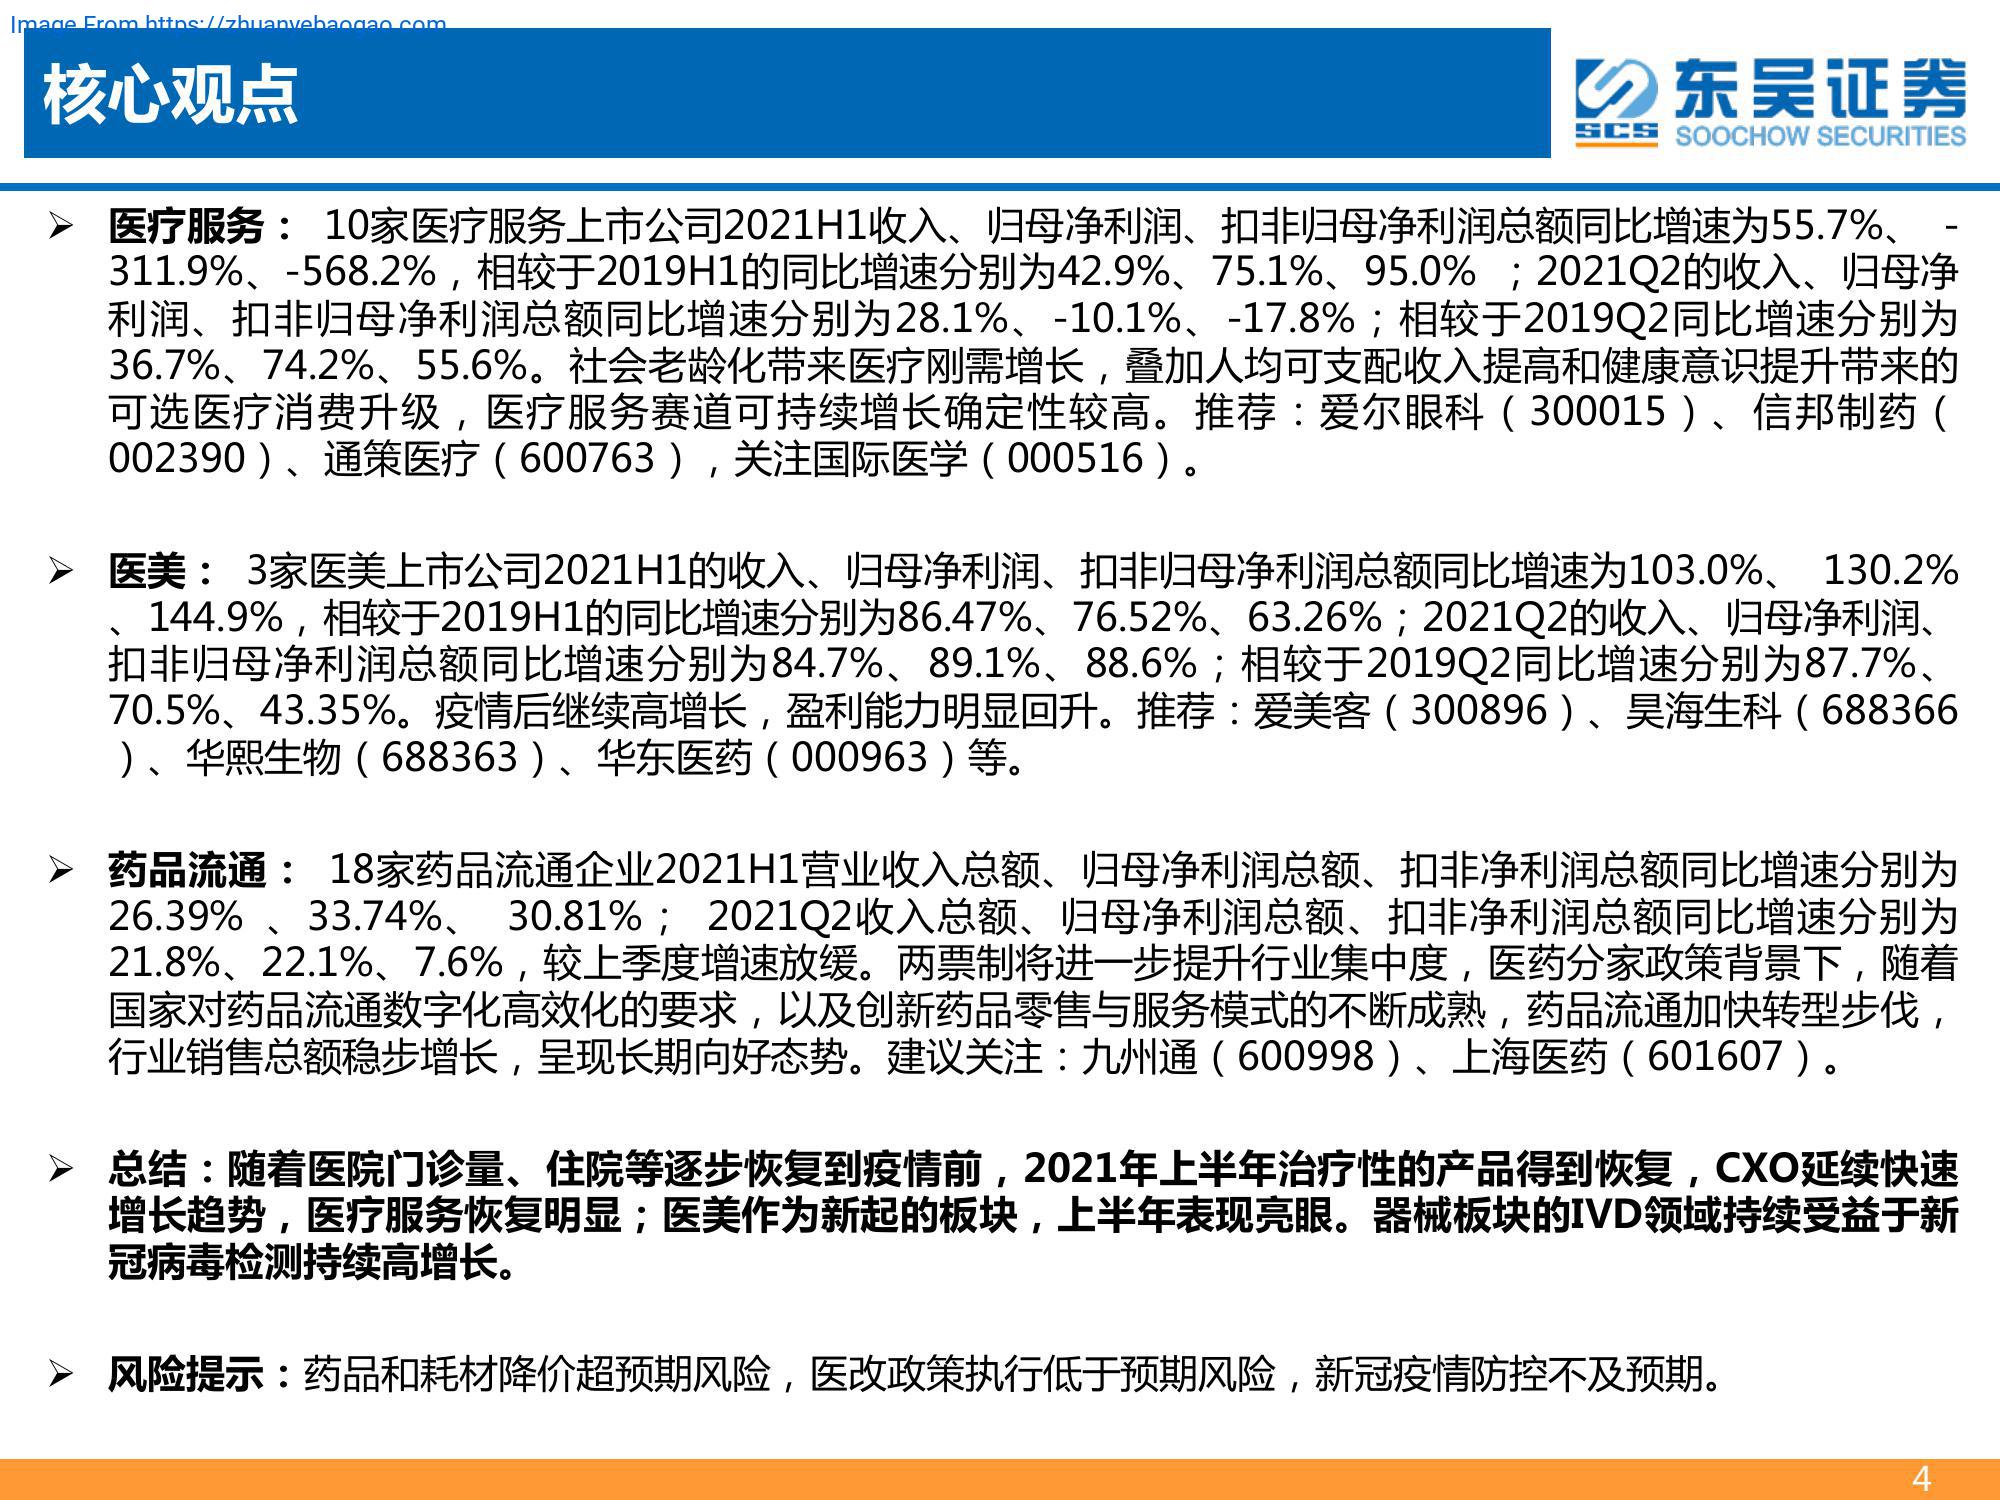 Image From https://zhuanyebaogao.com
核心观点
东吴证券
SCS
SOOCHOW SECURITIES
➢ 医疗服务： 10家医疗服务上市公司2021H1收入、归母净利润、扣非归母净利润总额同比增速为55.7%、 -
311.9%、-568.2%，相较于2019H1的同比增速分别为42.9%、75.1%、95.0% ；2021Q2的收入、归母净
利润、扣非归母净利润总额同比增速分别为28.1%、-10.1%、-17.8%；相较于2019Q2同比增速分别为
36.7%、74.2%、55.6%。社会老龄化带来医疗刚需增长，叠加人均可支配收入提高和健康意识提升带来的
可选医疗消费升级，医疗服务赛道可持续增长确定性较高。推荐：爱尔眼科（300015）、信邦制药（
002390）、通策医疗（600763），关注国际医学（000516）。
➢ 医美： 3家医美上市公司2021H1的收入、归母净利润、扣非归母净利润总额同比增速为103.0%、 130.2%
、144.9%，相较于2019H1的同比增速分别为86.47%、76.52%、63.26%；2021Q2的收入、归母净利润、
扣非归母净利润总额同比增速分别为84.7%、89.1%、88.6%；相较于2019Q2同比增速分别为87.7%、
70.5%、43.35%。疫情后继续高增长，盈利能力明显回升。推荐：爱美客（300896）、昊海生科（688366
）、华熙生物（688363）、华东医药（000963）等。
➢ 药品流通： 18家药品流通企业2021H1营业收入总额、归母净利润总额、扣非净利润总额同比增速分别为
26.39% 、33.74%、 30.81%； 2021Q2收入总额、归母净利润总额、扣非净利润总额同比增速分别为
21.8%、22.1%、7.6%，较上季度增速放缓。两票制将进一步提升行业集中度，医药分家政策背景下，随着
国家对药品流通数字化高效化的要求，以及创新药品零售与服务模式的不断成熟，药品流通加快转型步伐，
行业销售总额稳步增长，呈现长期向好态势。建议关注：九州通（600998）、上海医药（601607）。
➢ 总结：随着医院门诊量、住院等逐步恢复到疫情前，2021年上半年治疗性的产品得到恢复，CXO延续快速
增长趋势，医疗服务恢复明显；医美作为新起的板块，上半年表现亮眼。器械板块的IVD领域持续受益于新
冠病毒检测持续高增长。
➢ 风险提示：药品和耗材降价超预期风险，医改政策执行低于预期风险，新冠疫情防控不及预期。
4